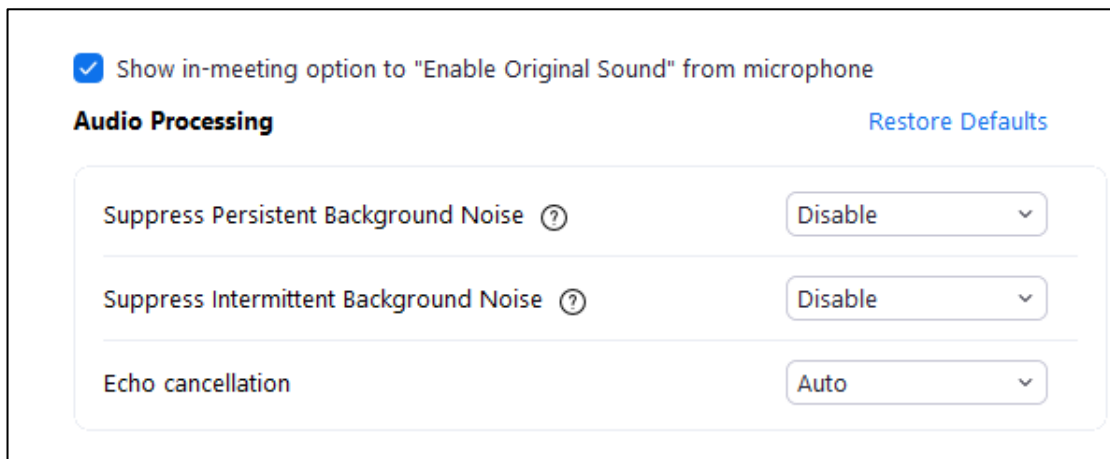 Show in-meeting option to "Enable Original Sound" from microphone
Audio Processing Restore Defaults
Suppress Persistent Background Noise ? Disable
Suppress Intermittent Background Noise ? Disable
Echo cancellation Auto